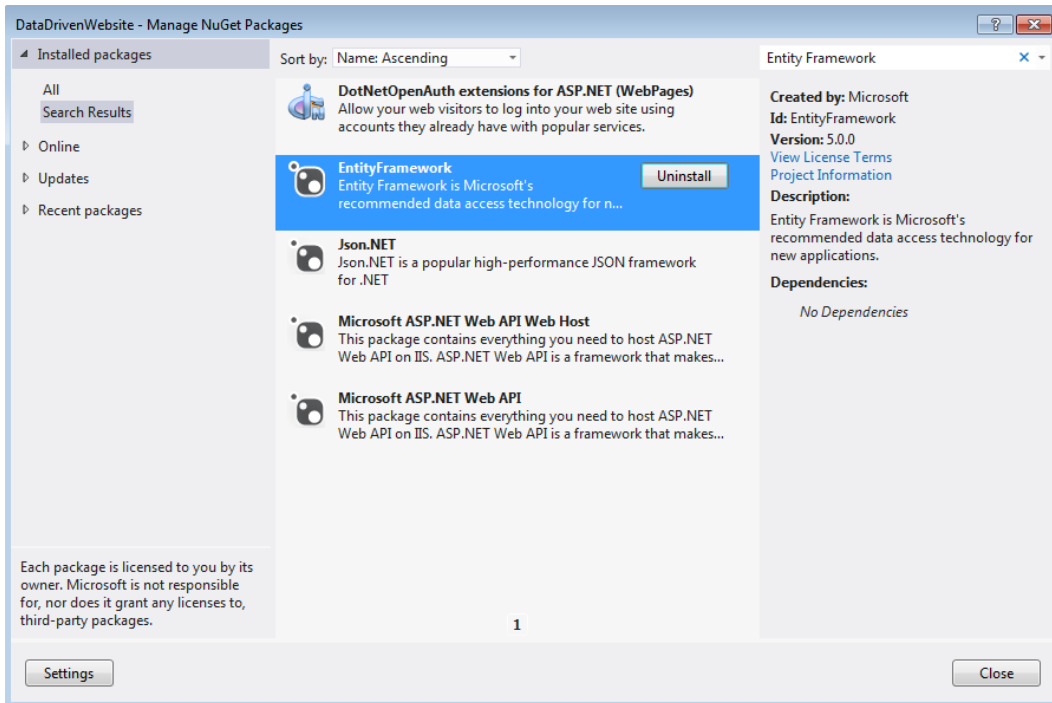 DataDrivenWebsite - Manage NuGet Packages
Installed packages
All
Search Results
Online
Updates
Recent packages
Each package is licensed to you by its
owner. Microsoft is not responsible
for, nor does it grant any licenses to,
third-party packages.
Sort by: Name: Ascending
DotNetOpenAuth extensions for ASP.NET (WebPages)
Allow your web visitors to log into your web site using
accounts they already have with popular services.
EntityFramework
Entity Framework is Microsoft's
recommended data access technology for n...
Uninstall
Json.NET
Json.NET is a popular high-performance JSON framework
for .NET
Microsoft ASP.NET Web API Web Host
This package contains everything you need to host ASP.NET
Web API on IIS. ASP.NET Web API is a framework that makes...
Microsoft ASP.NET Web API
This package contains everything you need to host ASP.NET
Web API on IIS. ASP.NET Web API is a framework that makes...
1
Entity Framework
Created by: Microsoft
Id: EntityFramework
Version: 5.0.0
View License Terms
Project Information
Description:
Entity Framework is Microsoft's
recommended data access technology for
new applications.
Dependencies:
No Dependencies
Settings
Close